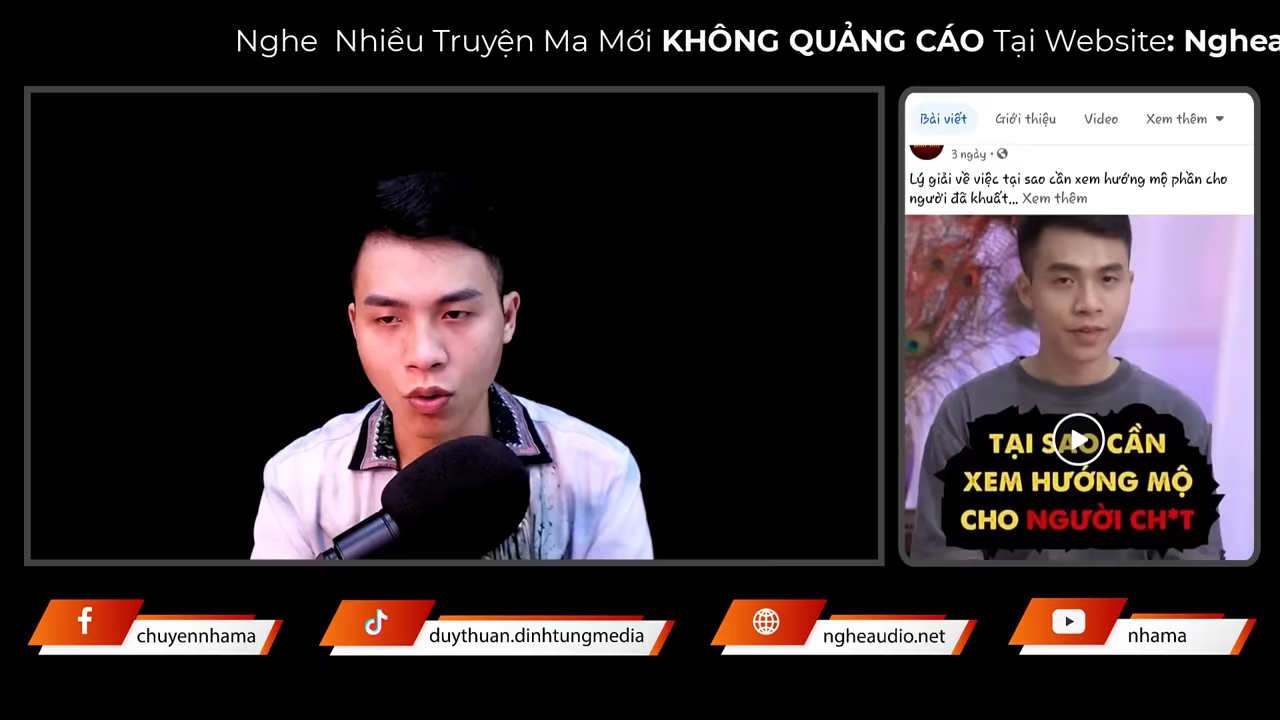 Nghe Nhiều Truyện Ma Mới KHÔNG QUẢNG CÁO Tại Website: Nghea
Bài viết Giới thiệu Video Xem thêm
3 ngày
Lý giải về việc tại sao cần xem hướng mộ phần cho
người đã khuất... Xem thêm
TẠI SAO CẦN
XEM HƯỚNG MỘ
CHO NGƯỜI CH*T
chuyennhama
duythuan.dinhtungmedia
ngheaudio.net
nhama